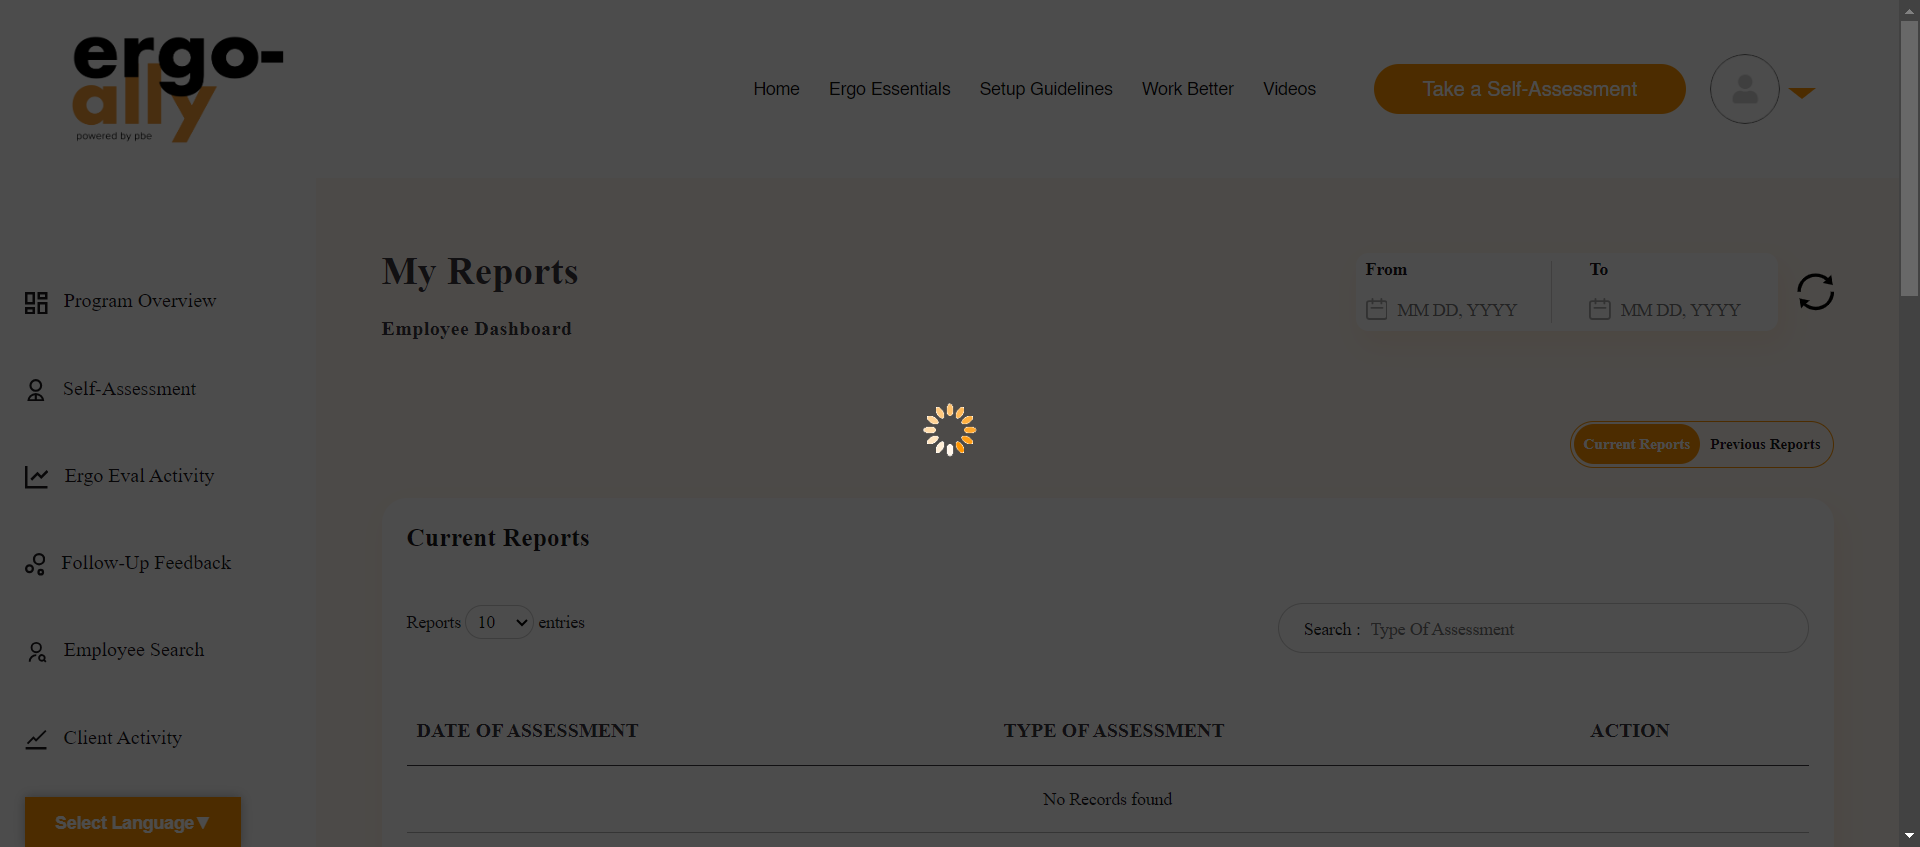 ergo-
ally
powered by pbe
Home
Ergo Essentials
Setup Guidelines
Work Better
Videos
Take a Self-Assessment
Program Overview
Self-Assessment
Ergo Eval Activity
Follow-Up Feedback
Employee Search
Client Activity
Select Language▼
My Reports
Employee Dashboard
From
To
MM DD, YYYY
MM DD, YYYY
Current Reports
Previous Reports
Current Reports
Reports 10 entries
Search : Type Of Assessment
DATE OF ASSESSMENT
TYPE OF ASSESSMENT
ACTION
No Records found